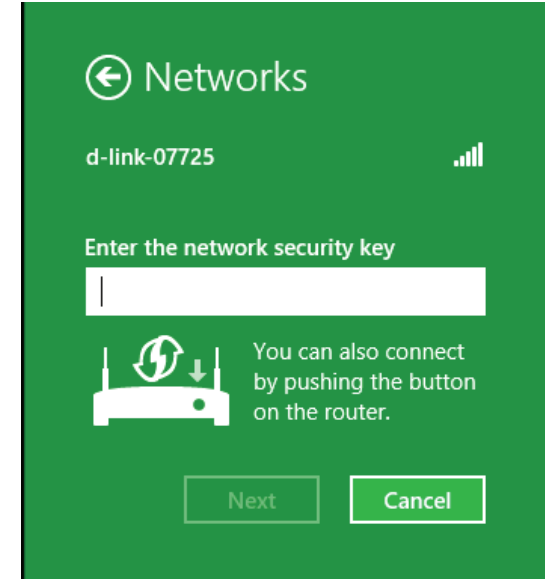 Networks
d-link-07725
Enter the network security key
You can also connect
by pushing the button
on the router.
Next
Cancel